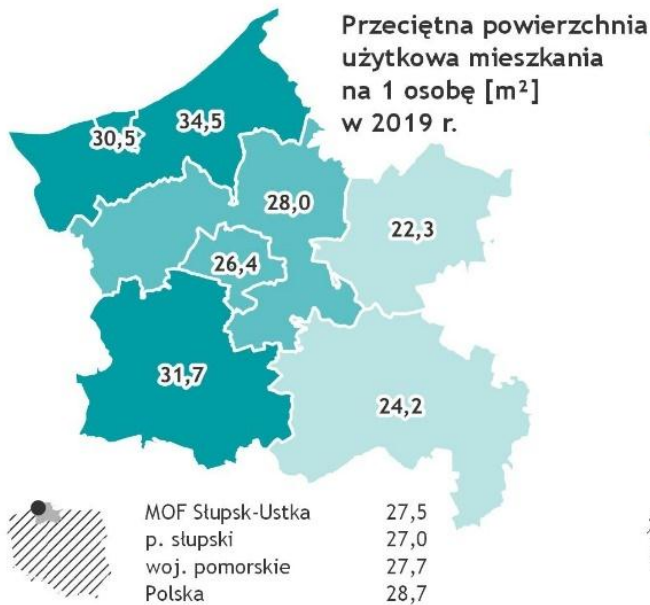 Przeciętna powierzchnia
użytkowa mieszkania
na 1 osobę [m²]
w 2019 r.
34,5
30,5
28,0
22,3
26,4
31,7
24,2
MOF Słupsk-Ustka 27,5
p. słupski 27,0
woj. pomorskie 27,7
Polska 28,7